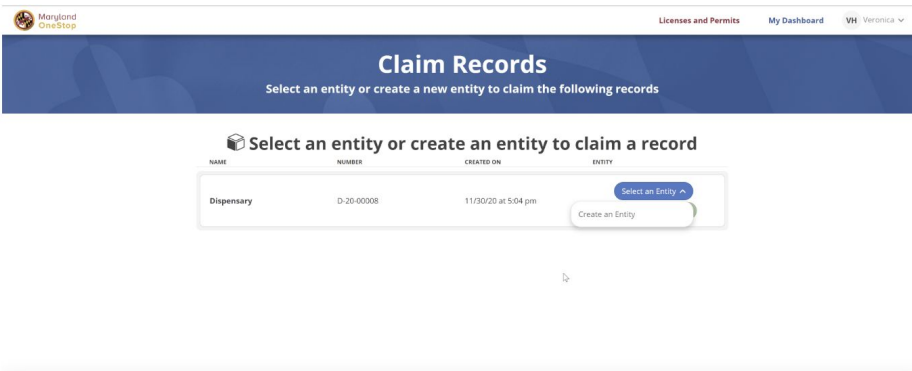 Maryland
OneStop
Licenses and Permits
My Dashboard
VH Veronica
Claim Records
Select an entity or create a new entity to claim the following records
Select an entity or create an entity to claim a record
NAME NUMBER CREATED ON ENTITY
Select an Entity
Dispensary D-20-00008 11/30/20 at 5:04 pm
Create an Entity